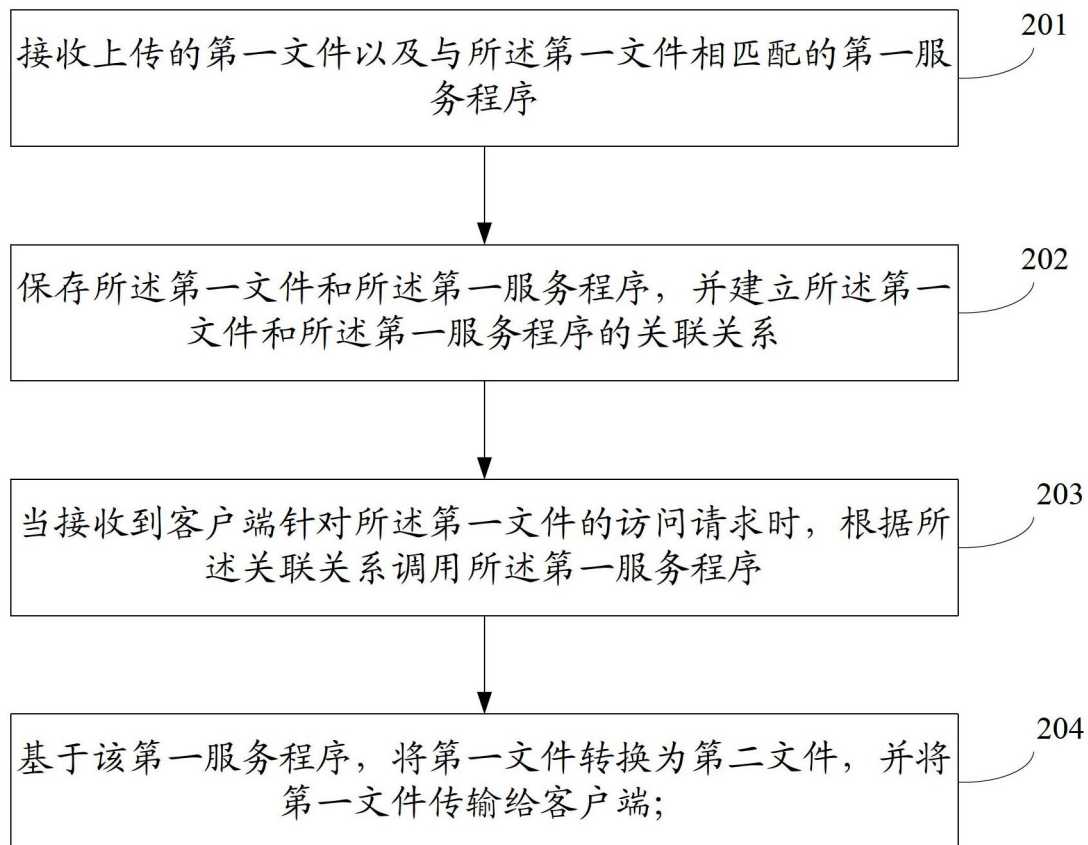 接收上传的第一文件以及与所述第一文件相匹配的第一服
务程序
201
保存所述第一文件和所述第一服务程序，并建立所述第一
文件和所述第一服务程序的关联关系
202
当接收到客户端针对所述第一文件的访问请求时，根据所
述关联关系调用所述第一服务程序
203
基于该第一服务程序，将第一文件转换为第二文件，并将
第一文件传输给客户端；
204